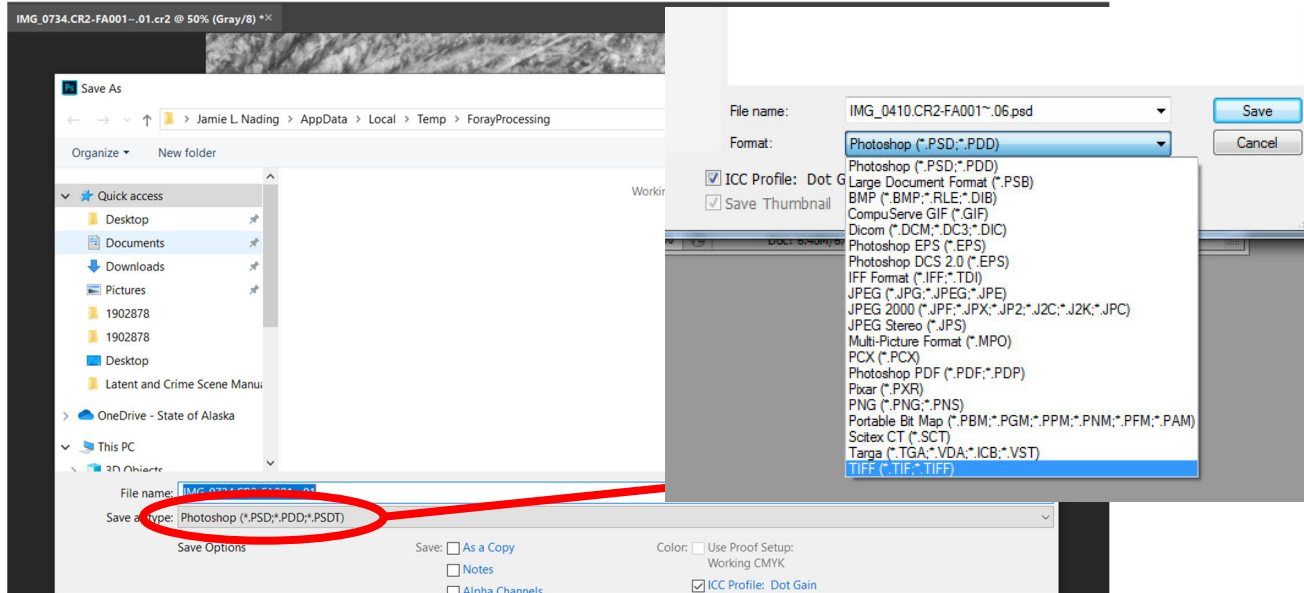 IMG_0734.CR2-FA001~.01.cr2 @ 50% (Gray/8) *×
Ps Save As
> Jamie L. Nading > AppData > Local > Temp > ForayProcessing
Organize New folder
Quick access
Desktop
Documents
Downloads
Pictures
1902878
1902878
Desktop
Latent and Crime Scene Manua
OneDrive - State of Alaska
This PC
3D Objects
File name: IMG_0734.CR2-FA001~.01
Save as type: Photoshop (*.PSD;*.PDD;*.PSDT)
Save Options
Save: As a Copy
Notes
Alpha Channels
Color: Use Proof Setup:
Working CMYK
ICC Profile: Dot Gain
File name: IMG_0410.CR2-FA001~.06.psd Save
Format: Photoshop (*.PSD;*.PDD) Cancel
ICC Profile: Dot G
Save Thumbnail
Photoshop (*.PSD;*.PDD)
Large Document Format (*.PSB)
BMP (*.BMP;*.RLE;*.DIB)
CompuServe GIF (*.GIF)
Dicom (*.DCM;*.DC3;*.DIC)
Photoshop EPS (*.EPS)
Photoshop DCS 2.0 (*.EPS)
IFF Format (*.IFF;*.TDI)
JPEG (*.JPG;*.JPEG;*.JPE)
JPEG 2000 (*.JPF;*.JPX;*.JP2;*.J2C;*.J2K;*.JPC)
JPEG Stereo (*.JPS)
Multi-Picture Format (*.MPO)
PCX (*.PCX)
Photoshop PDF (*.PDF;*.PDP)
Pixar (*.PXR)
PNG (*.PNG;*.PNS)
Portable Bit Map (*.PBM;*.PGM;*.PPM;*.PNM;*.PFM;*.PAM)
Scitex CT (*.SCT)
Targa (*.TGA;*.VDA;*.ICB;*.VST)
TIFF (*.TIF;*.TIFF)